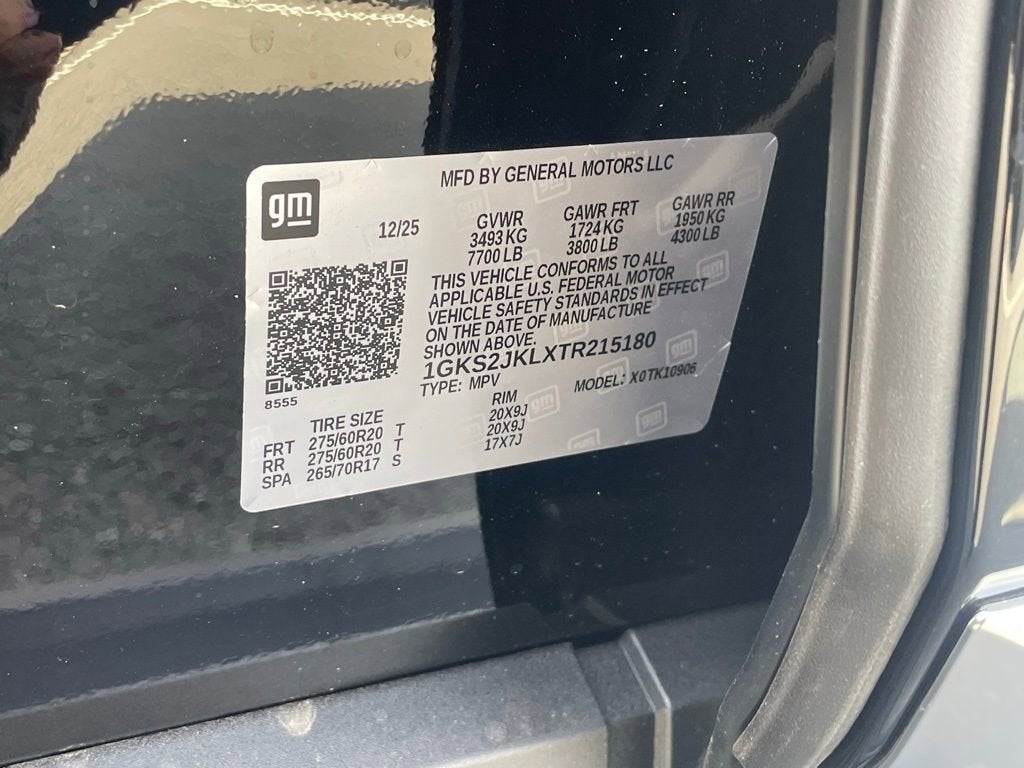 gm
MFD BY GENERAL MOTORS LLC
12/25
GVWR GAWR FRT GAWR RR
3493 KG 1724 KG 1950 KG
7700 LB 3800 LB 4300 LB
THIS VEHICLE CONFORMS TO ALL
APPLICABLE U.S. FEDERAL MOTOR
VEHICLE SAFETY STANDARDS IN EFFECT
ON THE DATE OF MANUFACTURE
SHOWN ABOVE.
1GKS2JKLXTR215180
TYPE: MPV MODEL: X0TK10906
8555
TIRE SIZE RIM
FRT 275/60R20 T 20X9J
RR 275/60R20 T 20X9J
SPA 265/70R17 S 17X7J